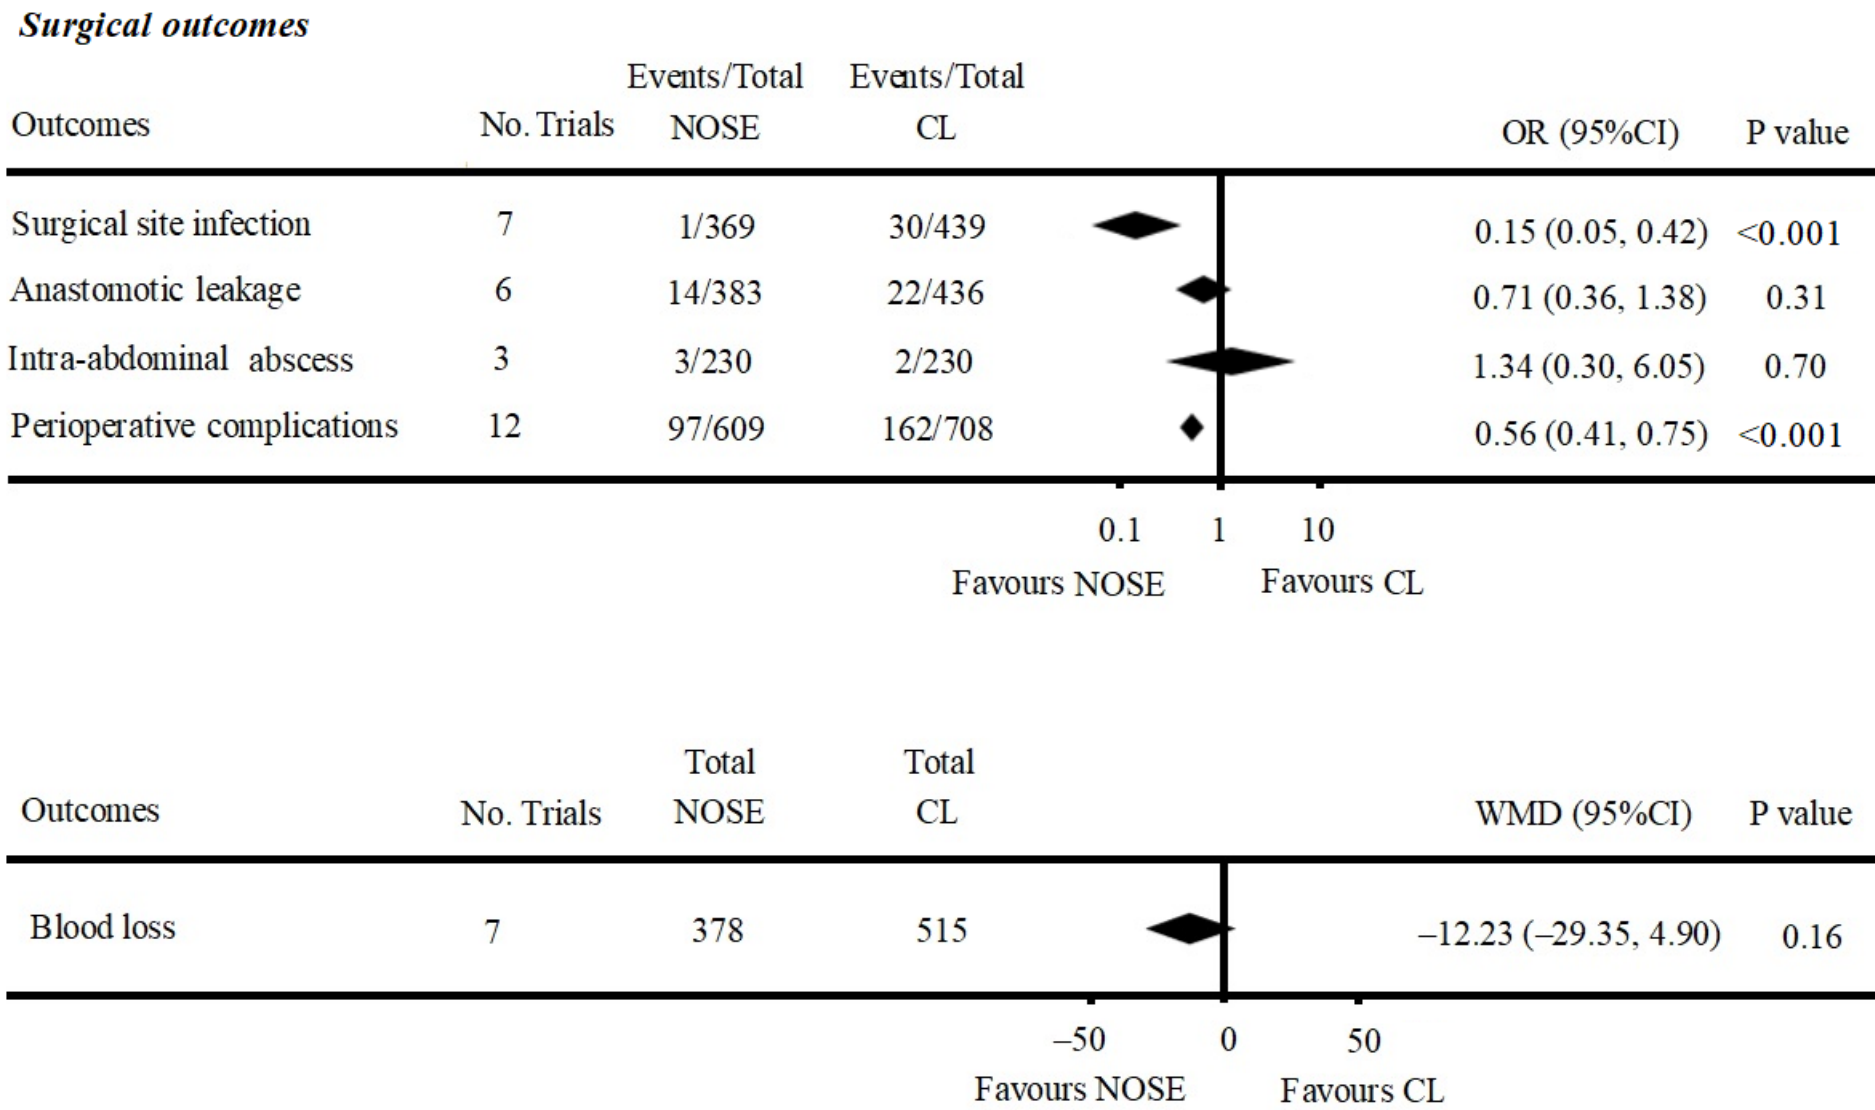 Surgical outcomes
Events/Total Events/Total
Outcomes No. Trials NOSE CL OR (95%CI) P value
Surgical site infection 7 1/369 30/439 0.15 (0.05, 0.42) <0.001
Anastomotic leakage 6 14/383 22/436 0.71 (0.36, 1.38) 0.31
Intra-abdominal abscess 3 3/230 2/230 1.34 (0.30, 6.05) 0.70
Perioperative complications 12 97/609 162/708 0.56 (0.41, 0.75) <0.001
0.1 1 10
Favours NOSE Favours CL
Total Total
Outcomes No. Trials NOSE CL WMD (95%CI) P value
Blood loss 7 378 515 –12.23 (–29.35, 4.90) 0.16
–50 0 50
Favours NOSE Favours CL